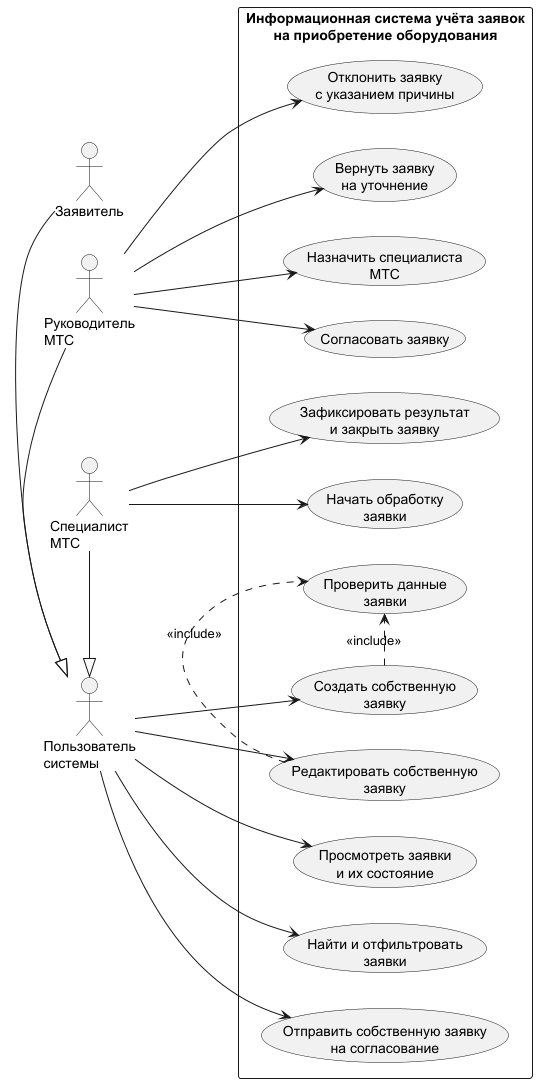 Информационная система учёта заявок
на приобретение оборудования
Отклонить заявку
с указанием причины
Заявитель
Вернуть заявку
на уточнение
Руководитель
МТС
Назначить специалиста
МТС
Согласовать заявку
Зафиксировать результат
и закрыть заявку
Специалист
МТС
Начать обработку
заявки
Проверить данные
заявки
«include»
«include»
Создать собственную
заявку
Пользователь
системы
Редактировать собственную
заявку
Просмотреть заявки
и их состояние
Найти и отфильтровать
заявки
Отправить собственную заявку
на согласование